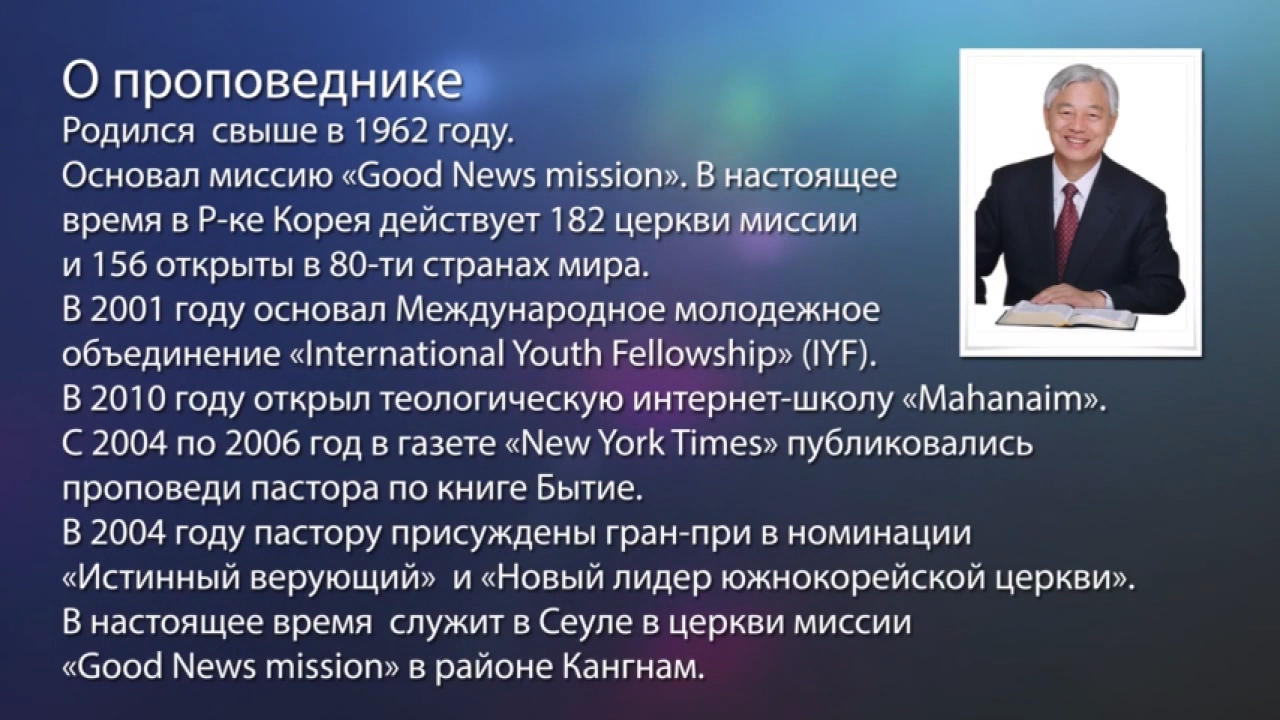 О проповеднике
Родился свыше в 1962 году.
Основал миссию «Good News mission». В настоящее
время в Р-ке Корея действует 182 церкви миссии
и 156 открыты в 80-ти странах мира.
В 2001 году основал Международное молодежное
объединение «International Youth Fellowship» (IYF).
В 2010 году открыл теологическую интернет-школу «Mahanaim».
С 2004 по 2006 год в газете «New York Times» публиковались
проповеди пастора по книге Бытие.
В 2004 году пастору присуждены гран-при в номинации
«Истинный верующий» и «Новый лидер южнокорейской церкви».
В настоящее время служит в Сеуле в церкви миссии
«Good News mission» в районе Кангнам.